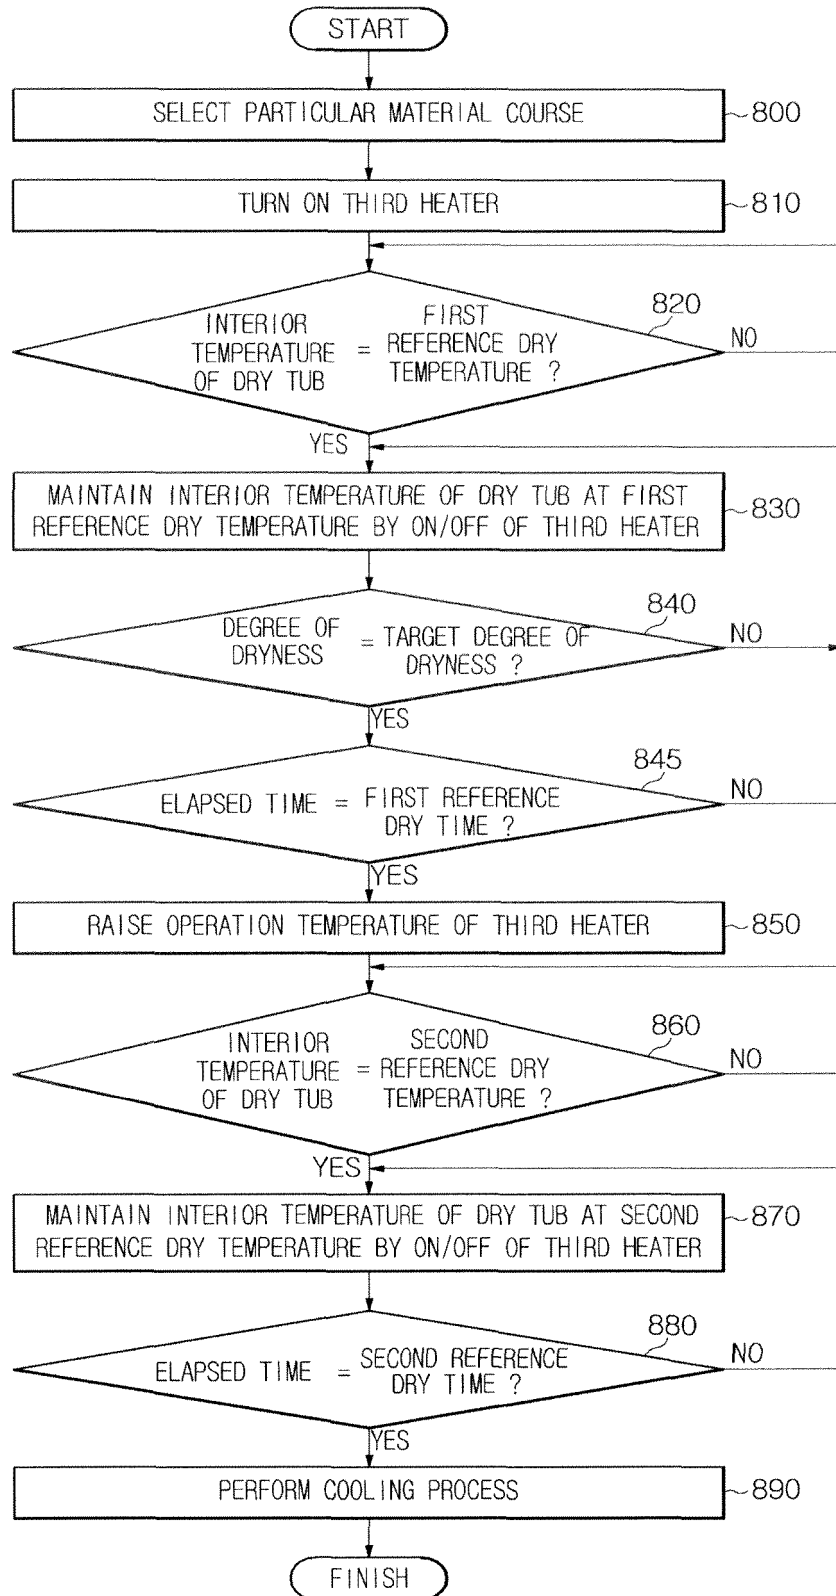 START
SELECT PARTICULAR MATERIAL COURSE
800
TURN ON THIRD HEATER
810
820
INTERIOR
TEMPERATURE
OF DRY TUB
=
FIRST
REFERENCE DRY
TEMPERATURE ?
NO
YES
MAINTAIN INTERIOR TEMPERATURE OF DRY TUB AT FIRST
REFERENCE DRY TEMPERATURE BY ON/OFF OF THIRD HEATER
830
840
DEGREE OF
DRYNESS
=
TARGET DEGREE OF
DRYNESS ?
NO
YES
845
ELAPSED TIME
=
FIRST REFERENCE
DRY TIME ?
NO
YES
RAISE OPERATION TEMPERATURE OF THIRD HEATER
850
860
INTERIOR
TEMPERATURE
OF DRY TUB
=
SECOND
REFERENCE DRY
TEMPERATURE ?
NO
YES
MAINTAIN INTERIOR TEMPERATURE OF DRY TUB AT SECOND
REFERENCE DRY TEMPERATURE BY ON/OFF OF THIRD HEATER
870
880
ELAPSED TIME
=
SECOND REFERENCE
DRY TIME ?
NO
YES
PERFORM COOLING PROCESS
890
FINISH